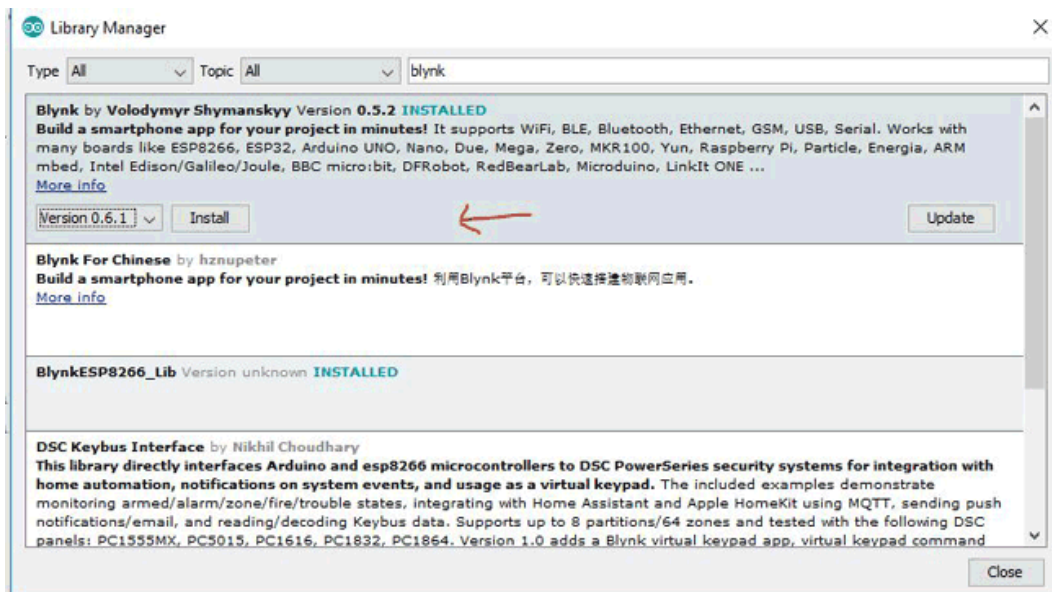 Library Manager
Type All Topic All blynk
Blynk by Volodymyr Shymanskyy Version 0.5.2 INSTALLED
Build a smartphone app for your project in minutes! It supports WiFi, BLE, Bluetooth, Ethernet, GSM, USB, Serial. Works with
many boards like ESP8266, ESP32, Arduino UNO, Nano, Due, Mega, Zero, MKR100, Yun, Raspberry Pi, Particle, Energia, ARM
mbed, Intel Edison/Galileo/Joule, BBC micro:bit, DFRobot, RedBearLab, Microduino, LinkIt ONE ...
More info
Version 0.6.1 Install Update
Blynk For Chinese by hznupeter
Build a smartphone app for your project in minutes! 利用Blynk平台，可以快速搭建物联网应用。
More info
BlynkESP8266_Lib Version unknown INSTALLED
DSC Keybus Interface by Nikhil Choudhary
This library directly interfaces Arduino and esp8266 microcontrollers to DSC PowerSeries security systems for integration with
home automation, notifications on system events, and usage as a virtual keypad. The included examples demonstrate
monitoring armed/alarm/zone/fire/trouble states, integrating with Home Assistant and Apple HomeKit using MQTT, sending push
notifications/email, and reading/decoding Keybus data. Supports up to 8 partitions/64 zones and tested with the following DSC
panels: PC1555MX, PC5015, PC1616, PC1832, PC1864. Version 1.0 adds a Blynk virtual keypad app, virtual keypad command
Close